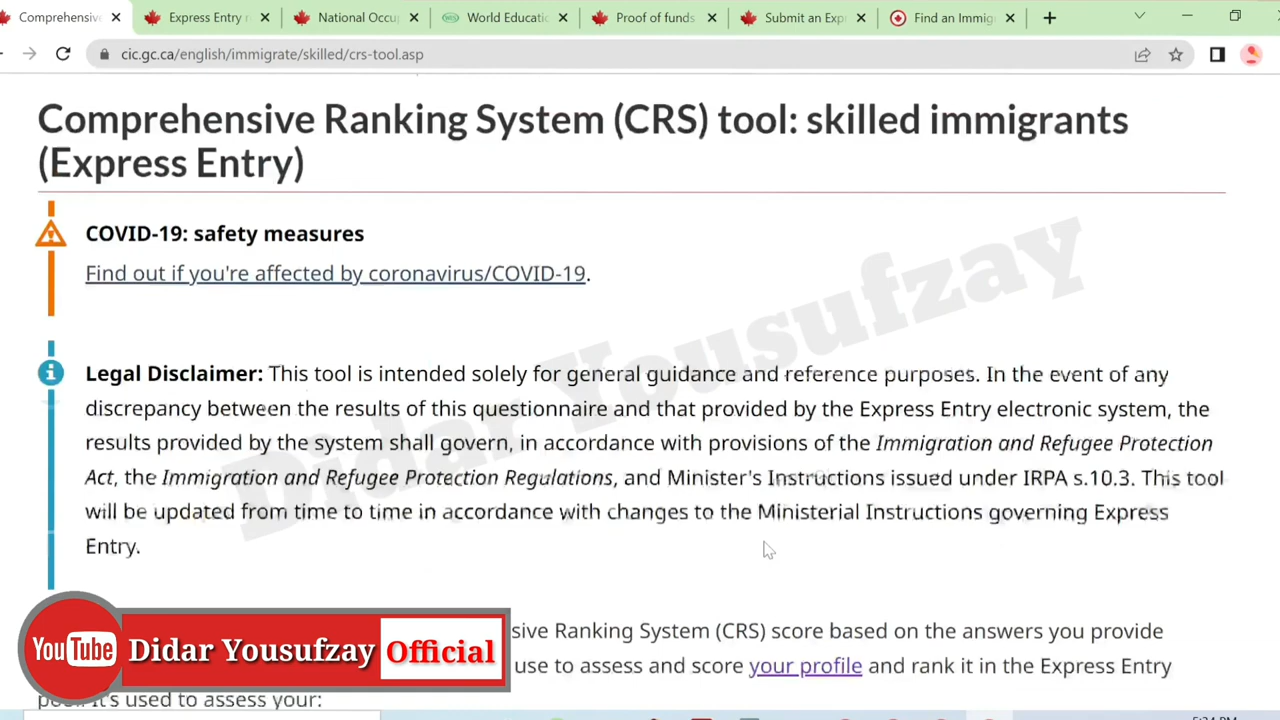 Comprehensive
Express Entry r
National Occu
World Educatio
Proof of funds
Submit an Exp
Find an Immig
cic.gc.ca/english/immigrate/skilled/crs-tool.asp
Comprehensive Ranking System (CRS) tool: skilled immigrants
(Express Entry)
COVID-19: safety measures
Find out if you're affected by coronavirus/COVID-19.
Didar Yousufzay
Legal Disclaimer: This tool is intended solely for general guidance and reference purposes. In the event of any
discrepancy between the results of this questionnaire and that provided by the Express Entry electronic system, the
results provided by the system shall govern, in accordance with provisions of the Immigration and Refugee Protection
Act, the Immigration and Refugee Protection Regulations, and Minister's Instructions issued under IRPA s.10.3. This tool
will be updated from time to time in accordance with changes to the Ministerial Instructions governing Express
Entry.
sive Ranking System (CRS) score based on the answers you provide
use to assess and score your profile and rank it in the Express Entry
It's used to assess your:
YouTube Didar Yousufzay Official